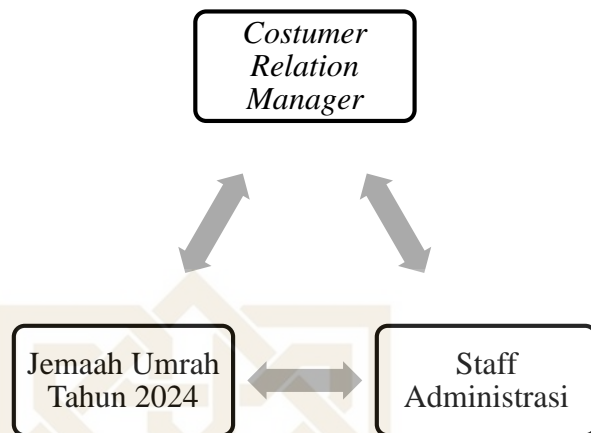 Costumer
Relation
Manager
Jemaah Umrah
Tahun 2024
Staff
Administrasi